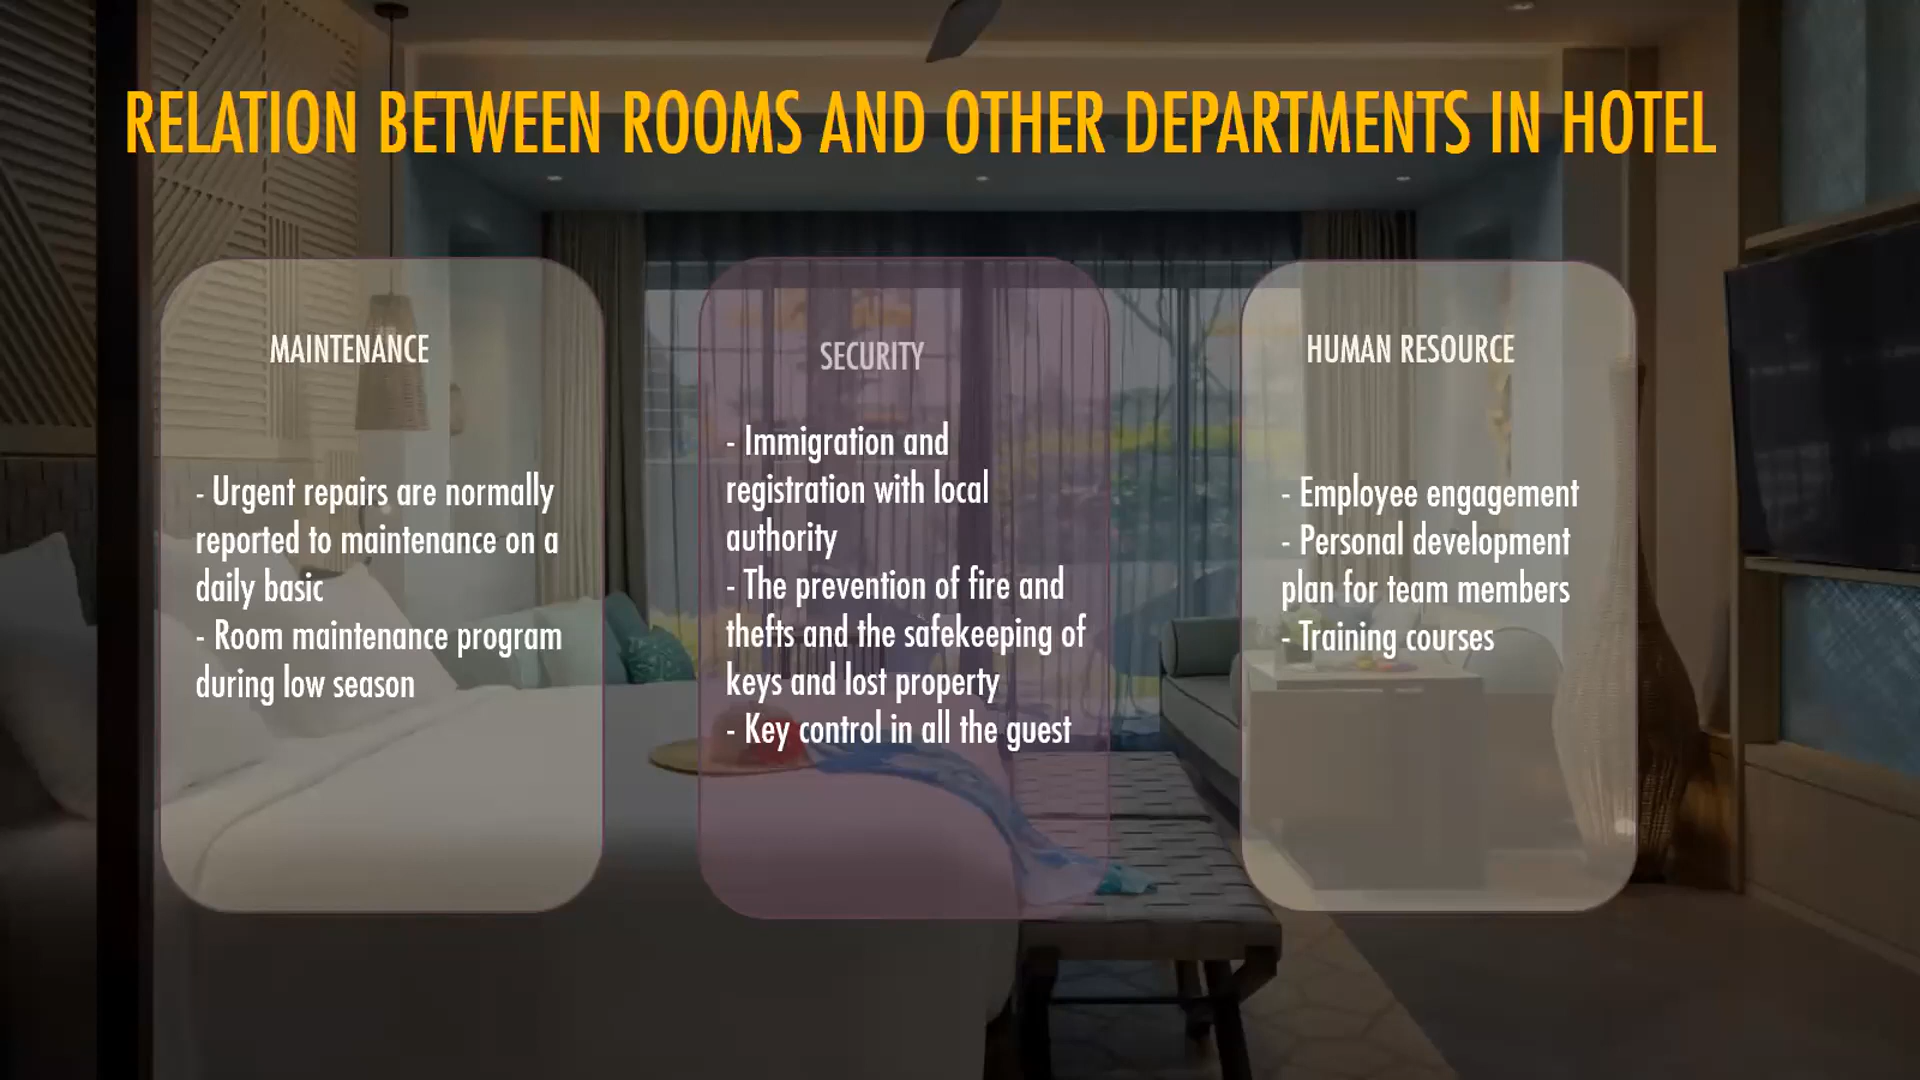 RELATION BETWEEN ROOMS AND OTHER DEPARTMENTS IN HOTEL
MAINTENANCE
- Urgent repairs are normally
reported to maintenance on a
daily basic
- Room maintenance program
during low season
SECURITY
- Immigration and
registration with local
authority
- The prevention of fire and
thefts and the safekeeping of
keys and lost property
- Key control in all the guest
HUMAN RESOURCE
- Employee engagement
- Personal development
plan for team members
- Training courses